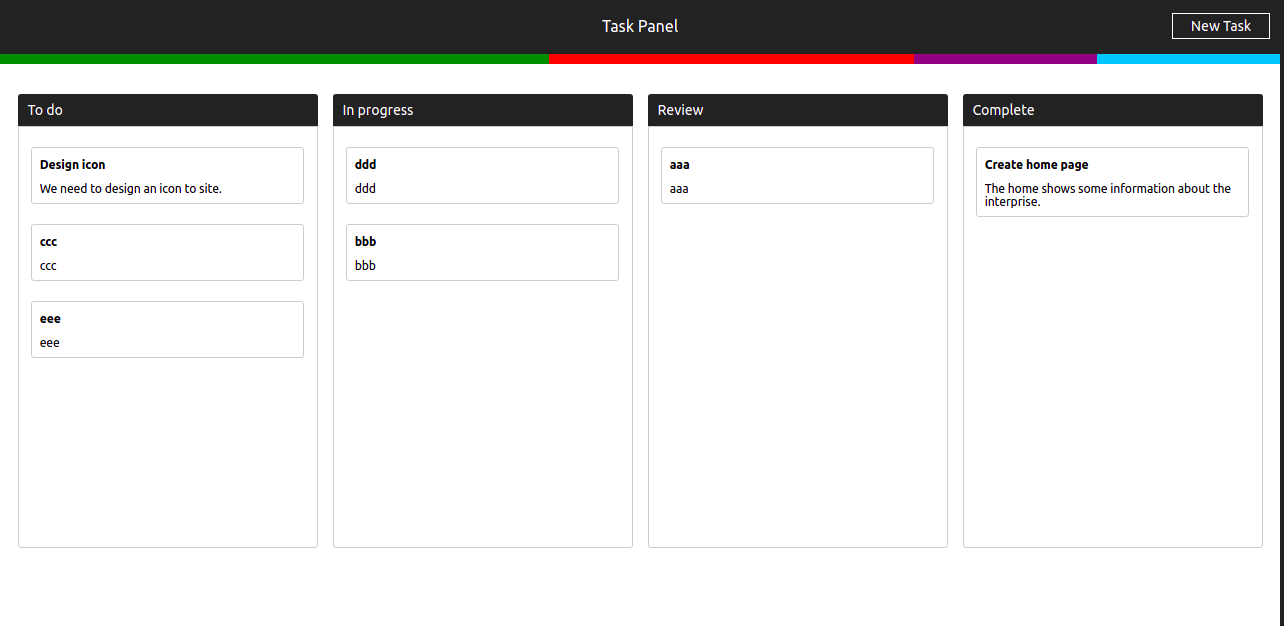 Task Panel
New Task
To do
Design icon
We need to design an icon to site.
ccc
ccc
eee
eee
In progress
ddd
ddd
bbb
bbb
Review
aaa
aaa
Complete
Create home page
The home shows some information about the
interprise.